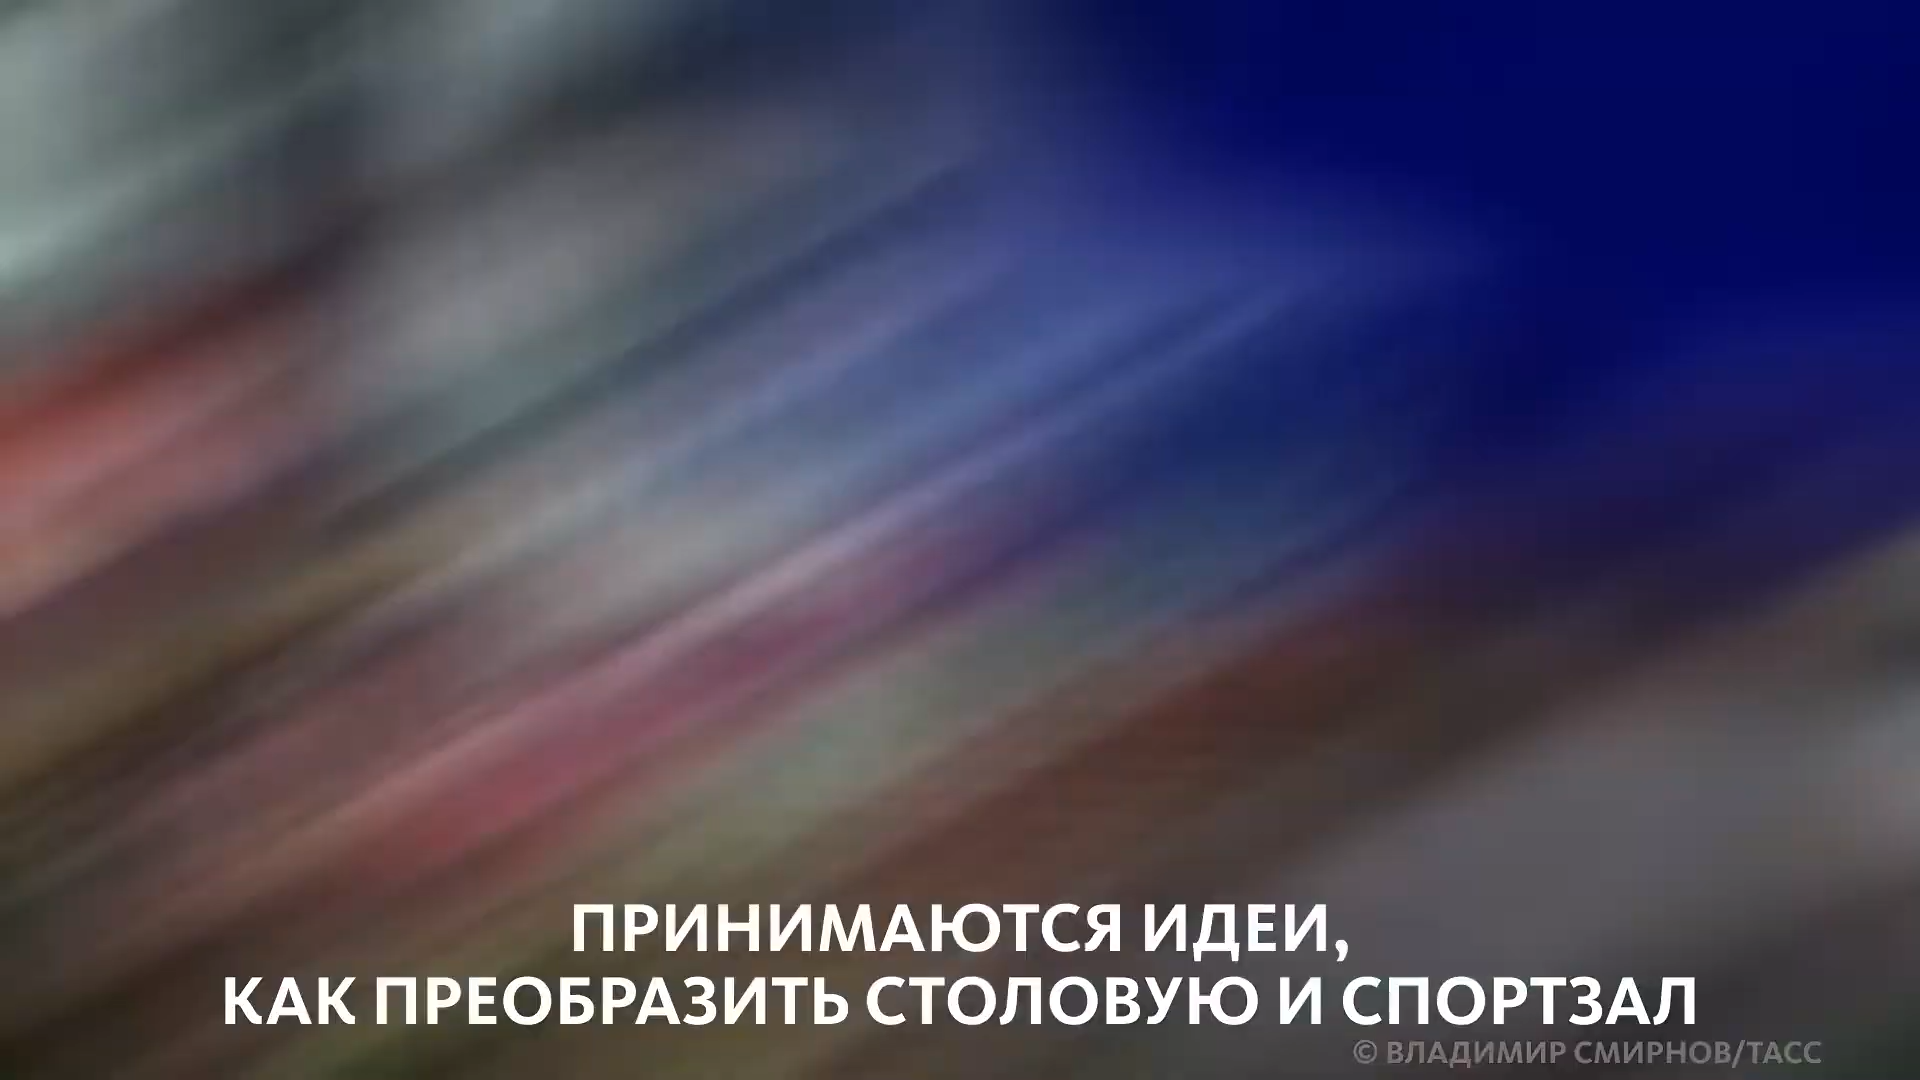 ПРИНИМАЮТСЯ ИДЕИ,
КАК ПРЕОБРАЗИТЬ СТОЛОВУЮ И СПОРТЗАЛ
© ВЛАДИМИР СМИРНОВ/ТАСС